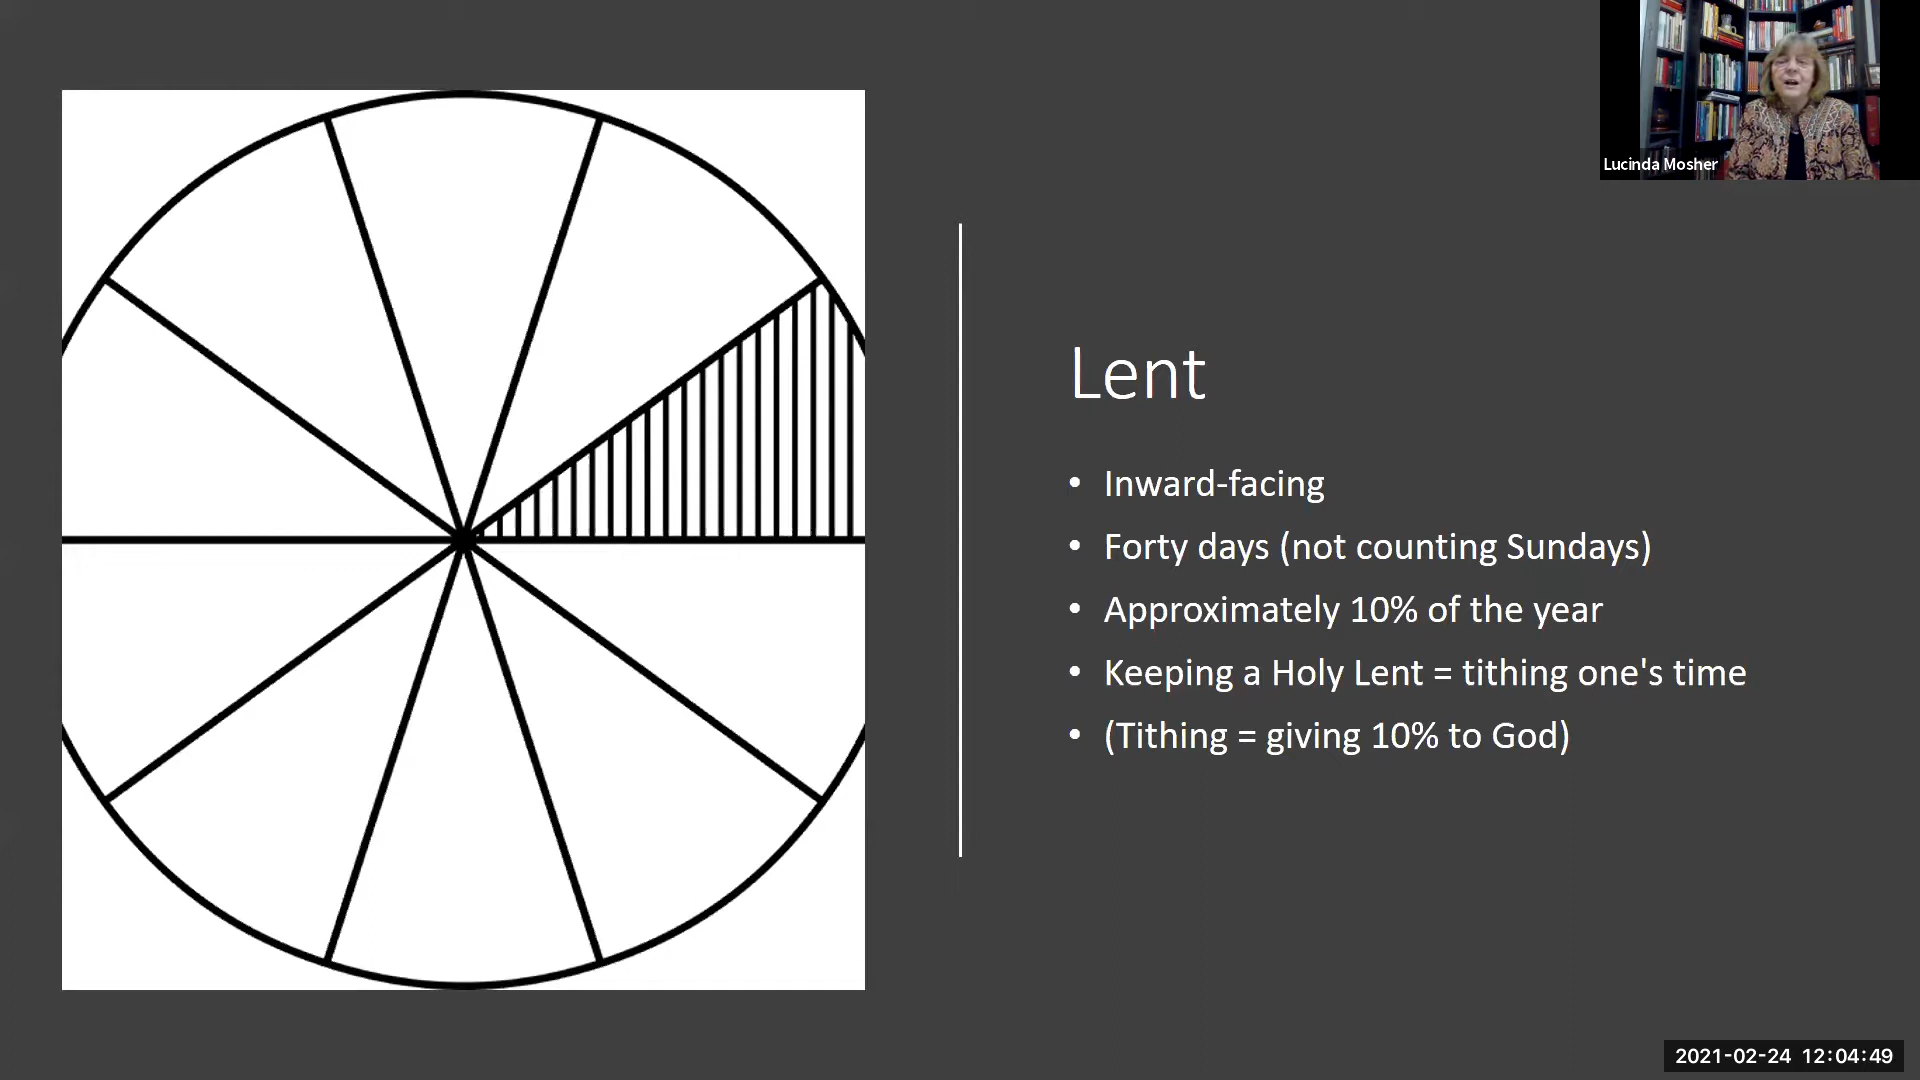 Lucinda Mosher
Lent
• Inward-facing
• Forty days (not counting Sundays)
• Approximately 10% of the year
• Keeping a Holy Lent = tithing one's time
• (Tithing = giving 10% to God)
2021-02-24 12:04:49